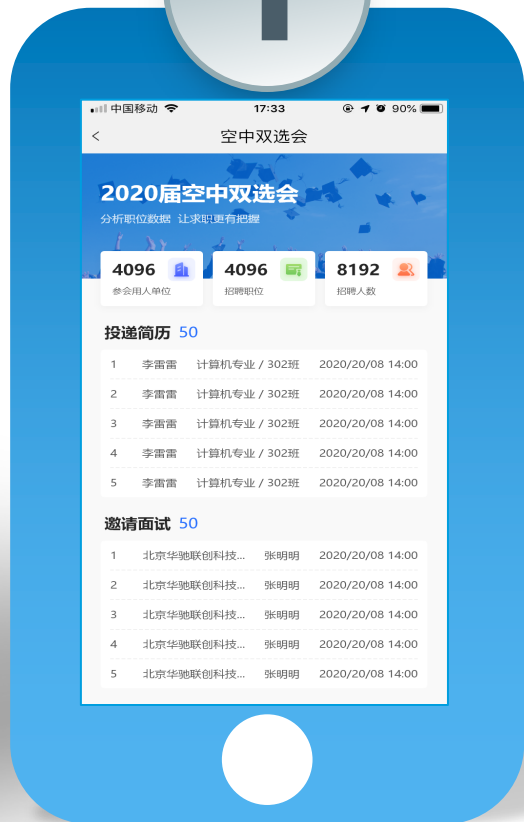 中国移动 17:33 90%
< 空中双选会
2020届空中双选会
分析职位数据 让求职更有把握
4096 4096 8192
参会用人单位 招聘职位 招聘人数
投递简历 50
1 李雷雷 计算机专业 / 302班 2020/20/08 14:00
2 李雷雷 计算机专业 / 302班 2020/20/08 14:00
3 李雷雷 计算机专业 / 302班 2020/20/08 14:00
4 李雷雷 计算机专业 / 302班 2020/20/08 14:00
5 李雷雷 计算机专业 / 302班 2020/20/08 14:00
邀请面试 50
1 北京华驰联创科技... 张明明 2020/20/08 14:00
2 北京华驰联创科技... 张明明 2020/20/08 14:00
3 北京华驰联创科技... 张明明 2020/20/08 14:00
4 北京华驰联创科技... 张明明 2020/20/08 14:00
5 北京华驰联创科技... 张明明 2020/20/08 14:00